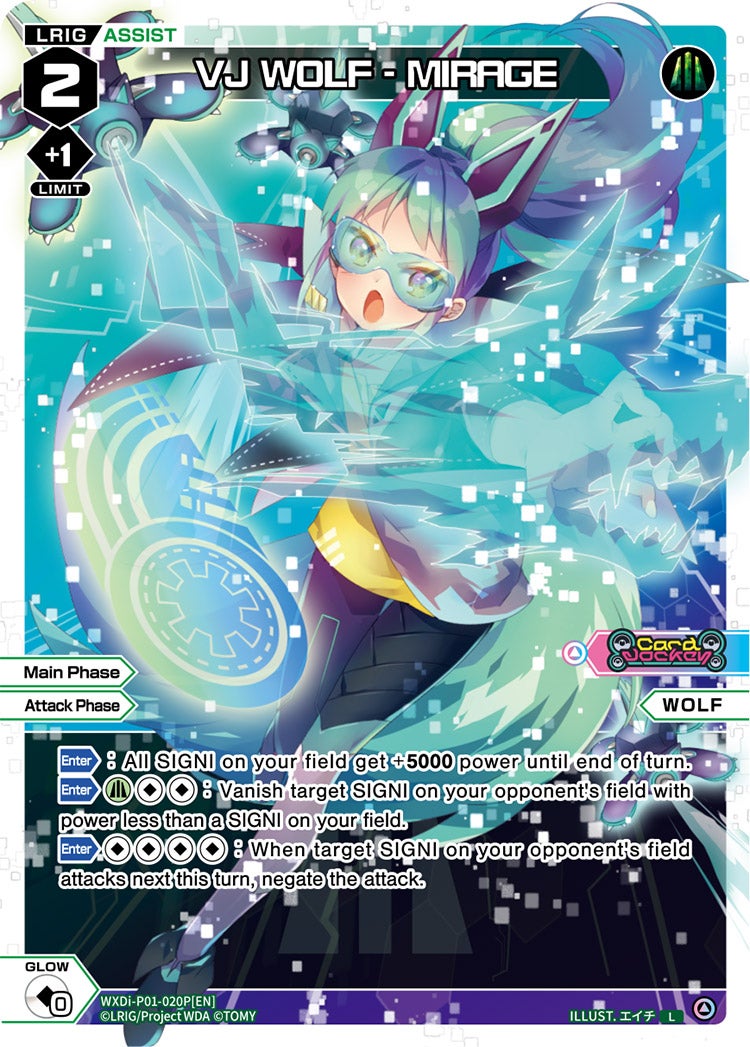 LRIG ASSIST
VJ WOLF - MIRAGE
2
+1
LIMIT
Card Jockey
Main Phase
Attack Phase
WOLF
Enter : All SIGNI on your field get +5000 power until end of turn.
Enter : Vanish target SIGNI on your opponent's field with
power less than a SIGNI on your field.
Enter : When target SIGNI on your opponent's field
attacks next this turn, negate the attack.
GLOW
0
WXDi-P01-020P[EN]
©LRIG/Project WDA ©TOMY
ILLUST. エイチ L